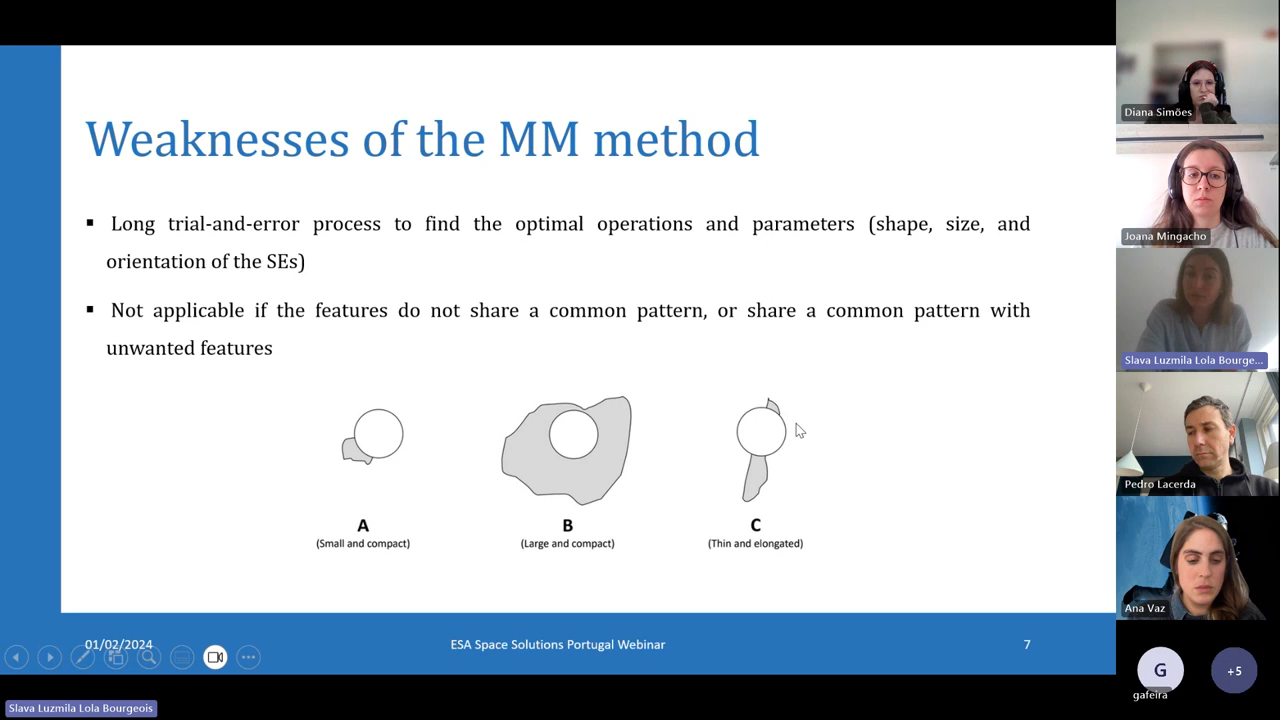 Weaknesses of the MM method
▪ Long trial-and-error process to find the optimal operations and parameters (shape, size, and
orientation of the SEs)
▪ Not applicable if the features do not share a common pattern, or share a common pattern with
unwanted features
A
(Small and compact)
B
(Large and compact)
C
(Thin and elongated)
01/02/2024
ESA Space Solutions Portugal Webinar
7
Slava Luzmila Lola Bourgeois
Diana Simões
Joana Mingacho
Slava Luzmila Lola Bourge...
Pedro Lacerda
Ana Vaz
G
gafeira
+5